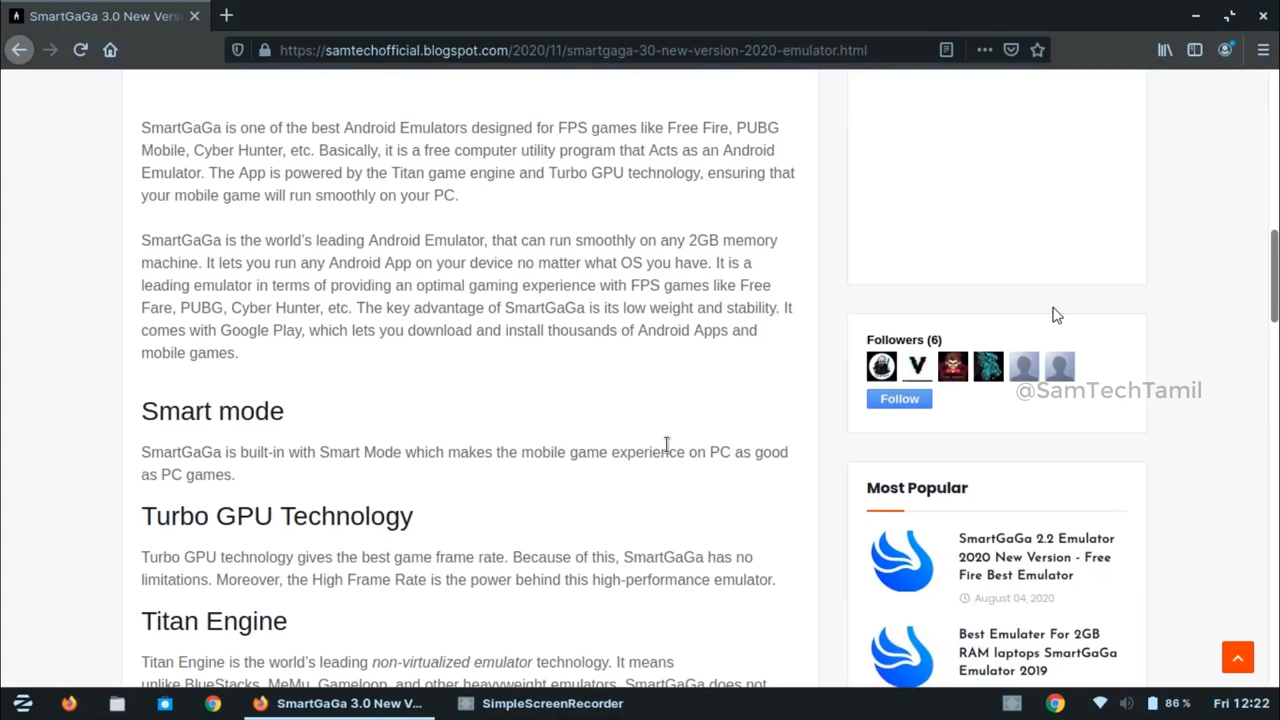 SmartGaGa 3.0 New Vers
https://samtechofficial.blogspot.com/2020/11/smartgaga-30-new-version-2020-emulator.html
SmartGaGa is one of the best Android Emulators designed for FPS games like Free Fire, PUBG
Mobile, Cyber Hunter, etc. Basically, it is a free computer utility program that Acts as an Android
Emulator. The App is powered by the Titan game engine and Turbo GPU technology, ensuring that
your mobile game will run smoothly on your PC.
SmartGaGa is the world's leading Android Emulator, that can run smoothly on any 2GB memory
machine. It lets you run any Android App on your device no matter what OS you have. It is a
leading emulator in terms of providing an optimal gaming experience with FPS games like Free
Fare, PUBG, Cyber Hunter, etc. The key advantage of SmartGaGa is its low weight and stability. It
comes with Google Play, which lets you download and install thousands of Android Apps and
mobile games.
Smart mode
SmartGaGa is built-in with Smart Mode which makes the mobile game experience on PC as good
as PC games.
Turbo GPU Technology
Turbo GPU technology gives the best game frame rate. Because of this, SmartGaGa has no
limitations. Moreover, the High Frame Rate is the power behind this high-performance emulator.
Titan Engine
Titan Engine is the world's leading non-virtualized emulator technology. It means
unlike BlueStacks, MeMu, Gameloop, and other heavyweight emulators, SmartGaGa does not
Followers (6)
Follow
@SamTechTamil
Most Popular
SmartGaGa 2.2 Emulator
2020 New Version - Free
Fire Best Emulator
August 04, 2020
Best Emulater For 2GB
RAM laptops SmartGaGa
Emulator 2019
SmartGaGa 3.0 New V...
SimpleScreenRecorder
86 %
Fri 12:22